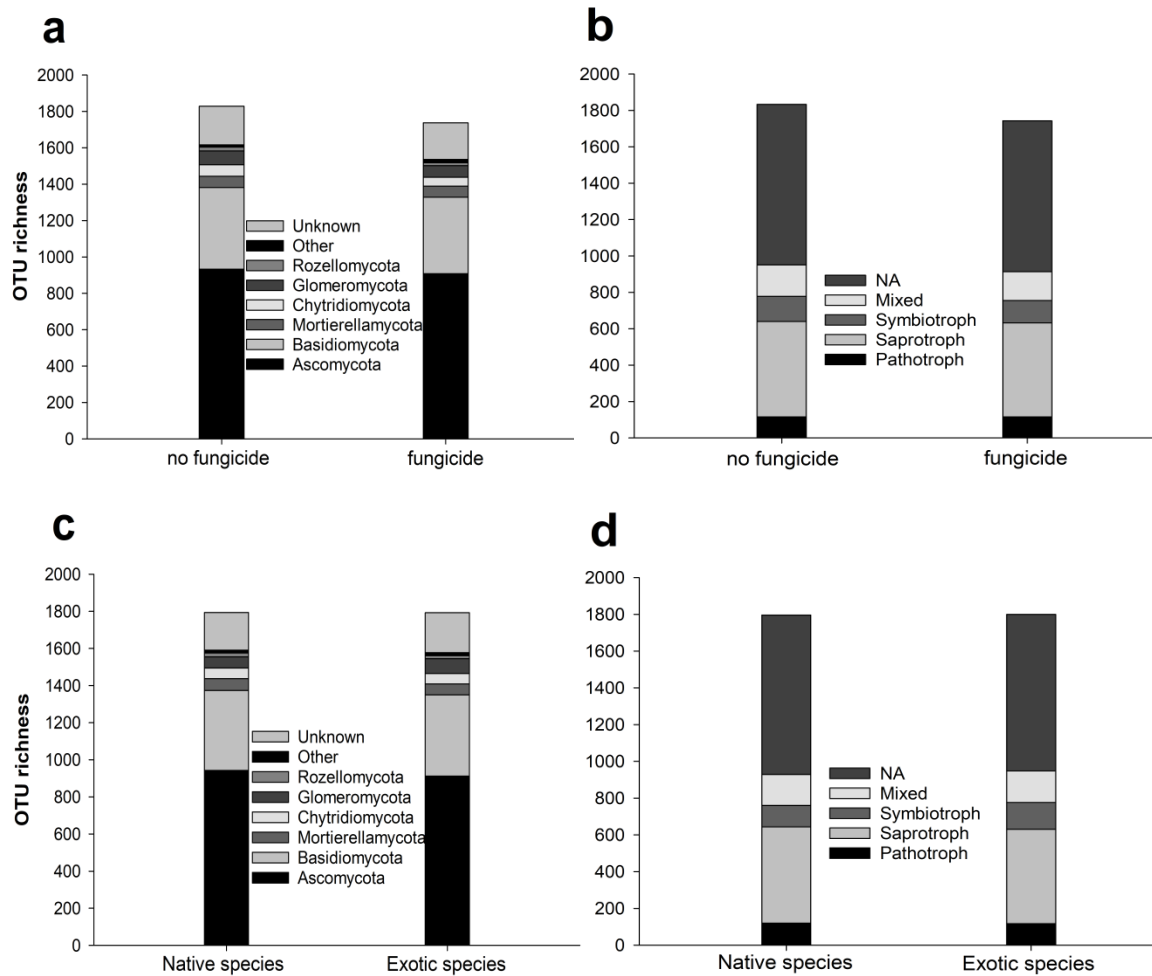 a
2000
1800
1600
1400
1200
1000
800
600
400
200
0
OTU richness
Unknown
Other
Rozellomycota
Glomeromycota
Chytridiomycota
Mortierellamycota
Basidiomycota
Ascomycota
no fungicide fungicide
b
2000
1800
1600
1400
1200
1000
800
600
400
200
0
NA
Mixed
Symbiotroph
Saprotroph
Pathotroph
no fungicide fungicide
c
2000
1800
1600
1400
1200
1000
800
600
400
200
0
OTU richness
Unknown
Other
Rozellomycota
Glomeromycota
Chytridiomycota
Mortierellamycota
Basidiomycota
Ascomycota
Native species Exotic species
d
2000
1800
1600
1400
1200
1000
800
600
400
200
0
NA
Mixed
Symbiotroph
Saprotroph
Pathotroph
Native species Exotic species